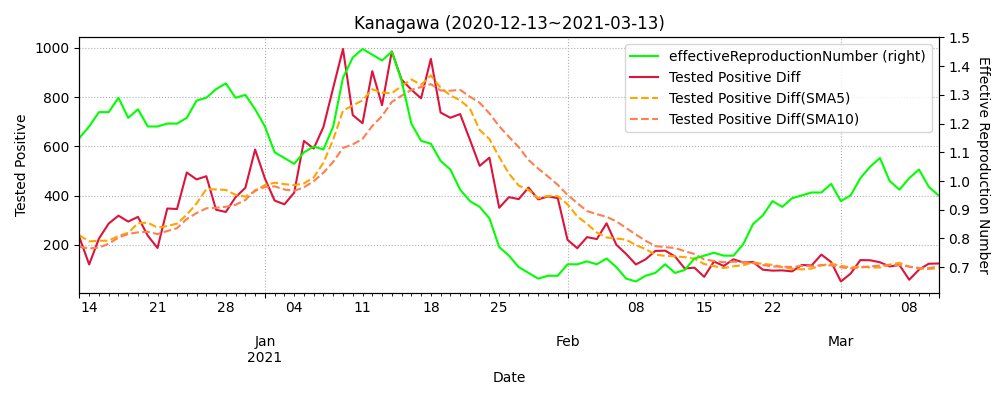 Kanagawa (2020-12-13~2021-03-13)
effectiveReproductionNumber (right)
Tested Positive Diff
Tested Positive Diff(SMA5)
Tested Positive Diff(SMA10)
Tested Positive
1000
800
600
400
200
1.5
1.4
1.3
1.2
1.1
1.0
0.9
0.8
0.7
Effective Reproduction Number
14 21 28 04 11 18 25 08 15 22 08
Jan Feb Mar
2021
Date